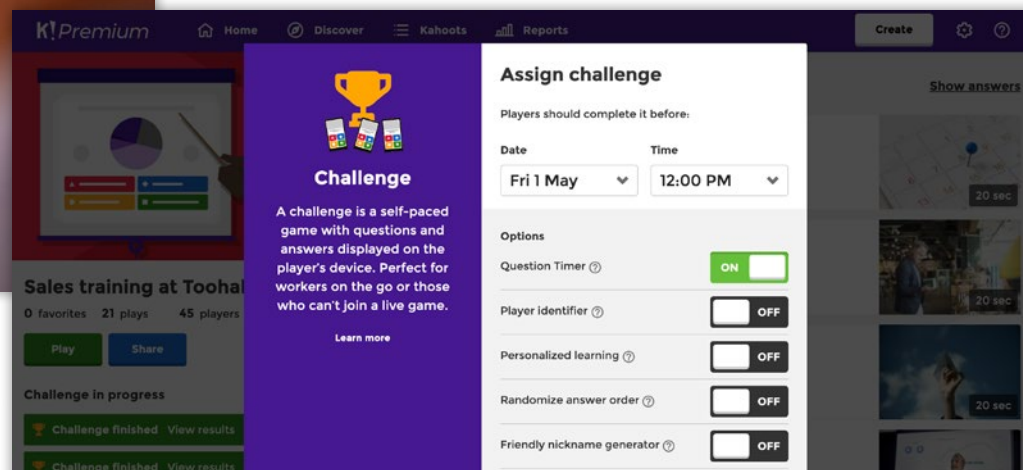 K! Premium
Home
Discover
Kahoots
Reports
Create
Show answers
Challenge
A challenge is a self-paced
game with questions and
answers displayed on the
player's device. Perfect for
workers on the go or those
who can't join a live game.
Learn more
Assign challenge
Players should complete it before:
Date Time
Fri 1 May 12:00 PM
Options
Question Timer ON
Player identifier OFF
Personalized learning OFF
Randomize answer order OFF
Friendly nickname generator OFF
Sales training at Toohal
0 favorites 21 plays 45 players
Play Share
Challenge in progress
Challenge finished View results
Challenge finished View results
20 sec
20 sec
20 sec